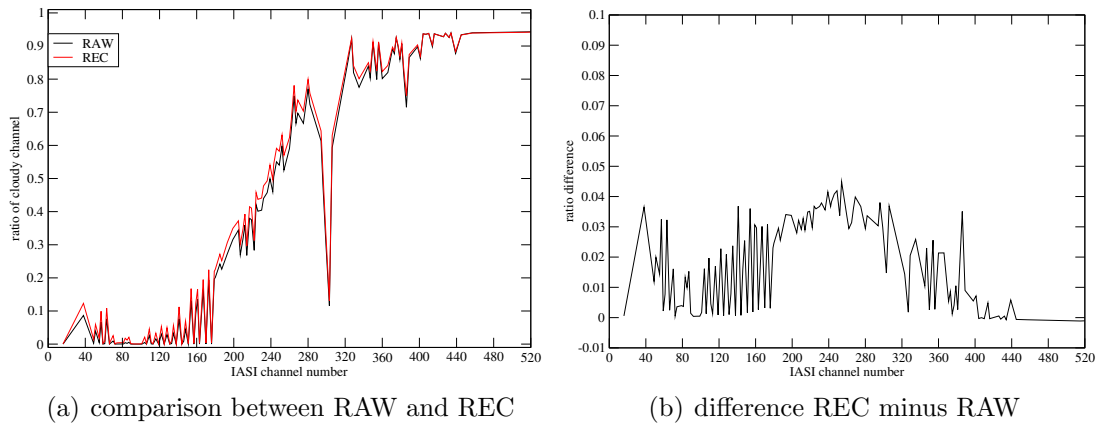 1
0.9
0.8
0.7
0.6
0.5
0.4
0.3
0.2
0.1
0
ratio of cloudy channel
RAW
REC
0 40 80 120 160 200 240 280 320 360 400 440 480 520
IASI channel number
(a) comparison between RAW and REC
0.1
0.09
0.08
0.07
0.06
0.05
0.04
0.03
0.02
0.01
0
-0.01
ratio difference
0 40 80 120 160 200 240 280 320 360 400 440 480 520
IASI channel number
(b) difference REC minus RAW